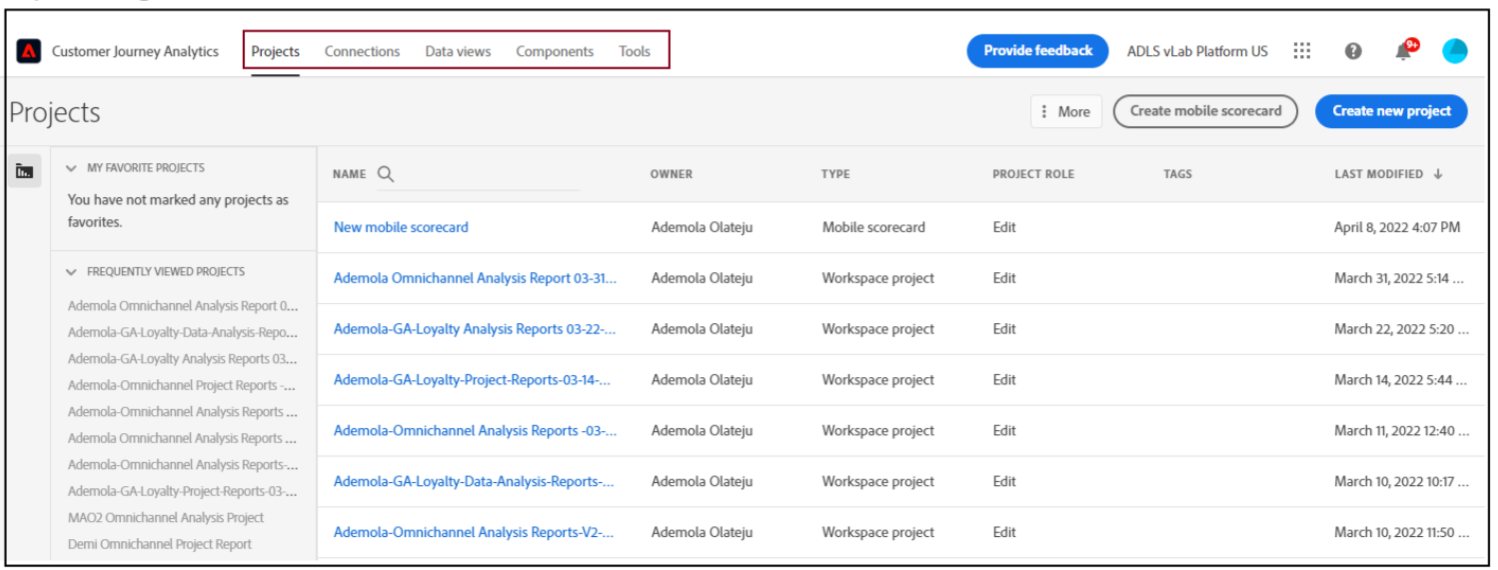 Customer Journey Analytics Projects Connections Data views Components Tools Provide feedback ADLS vLab Platform US 9+
Projects
More Create mobile scorecard Create new project
MY FAVORITE PROJECTS
You have not marked any projects as
favorites.
FREQUENTLY VIEWED PROJECTS
Ademola Omnichannel Analysis Report 0...
Ademola-GA-Loyalty-Data-Analysis-Repo...
Ademola-GA-Loyalty Analysis Reports 03...
Ademola-Omnichannel Project Reports -...
Ademola-Omnichannel Analysis Reports ...
Ademola Omnichannel Analysis Reports ...
Ademola-Omnichannel Analysis Reports-...
Ademola-GA-Loyalty-Project-Reports-03-...
MAO2 Omnichannel Analysis Project
Demi Omnichannel Project Report
NAME OWNER TYPE PROJECT ROLE TAGS LAST MODIFIED
New mobile scorecard Ademola Olateju Mobile scorecard Edit April 8, 2022 4:07 PM
Ademola Omnichannel Analysis Report 03-31... Ademola Olateju Workspace project Edit March 31, 2022 5:14 ...
Ademola-GA-Loyalty Analysis Reports 03-22-... Ademola Olateju Workspace project Edit March 22, 2022 5:20 ...
Ademola-GA-Loyalty-Project-Reports-03-14-... Ademola Olateju Workspace project Edit March 14, 2022 5:44 ...
Ademola-Omnichannel Analysis Reports -03-... Ademola Olateju Workspace project Edit March 11, 2022 12:40 ...
Ademola-GA-Loyalty-Data-Analysis-Reports-... Ademola Olateju Workspace project Edit March 10, 2022 10:17 ...
Ademola-Omnichannel Analysis Reports-V2-... Ademola Olateju Workspace project Edit March 10, 2022 11:50 ...